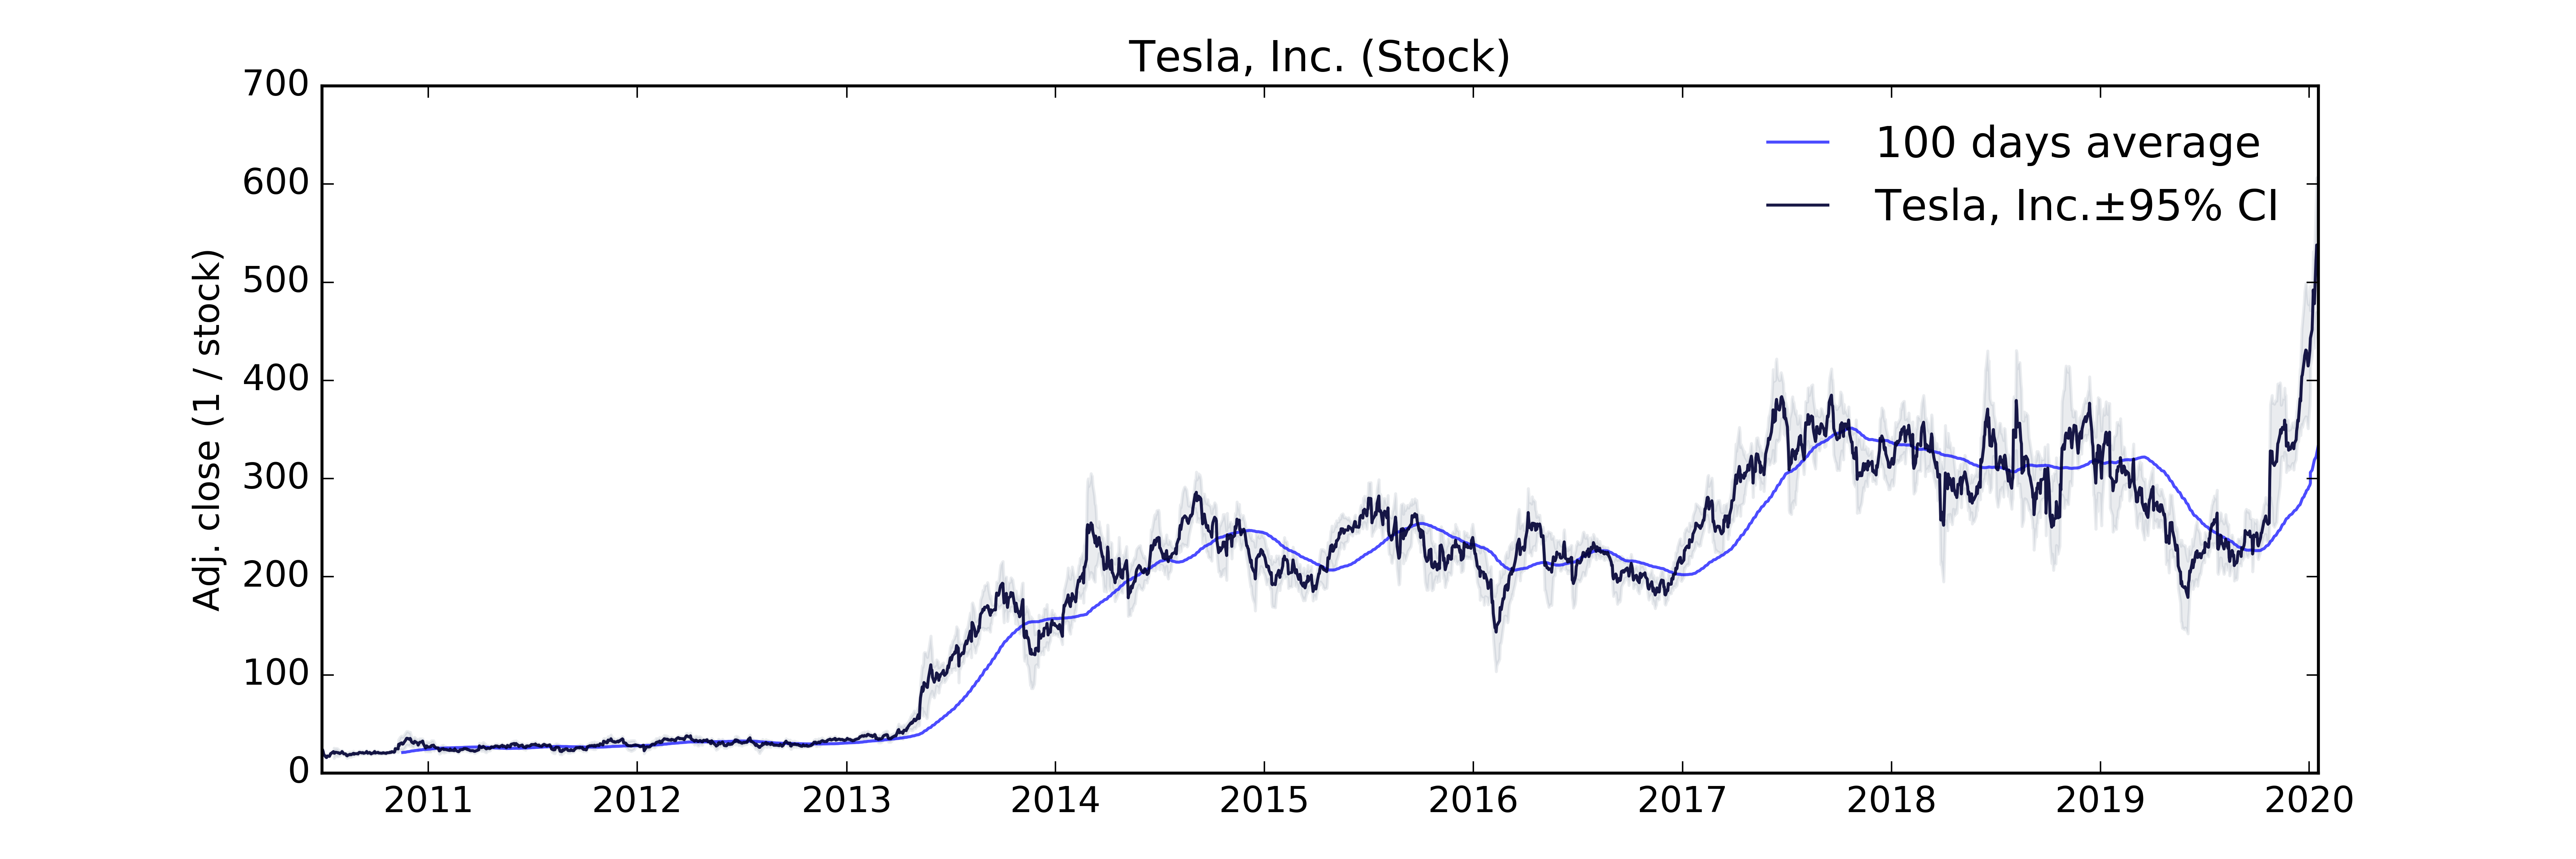 Tesla, Inc. (Stock)
700
600
500
400
300
200
100
0
Adj. close (1 / stock)
100 days average
Tesla, Inc.±95% CI
2011 2012 2013 2014 2015 2016 2017 2018 2019 2020